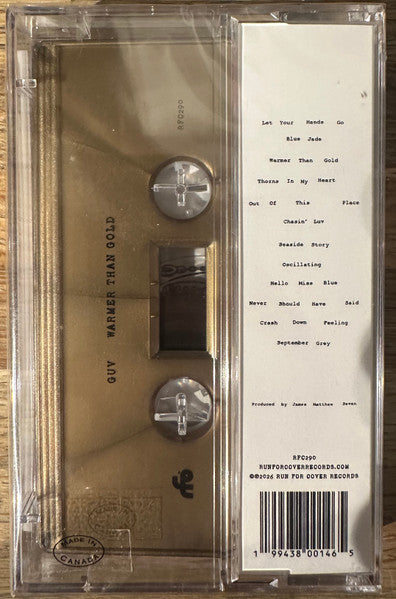 RFC290
GUV WARMER THAN GOLD
MADE IN
CANADA
Let Your Hands Go
Blue Jade
Warmer Than Gold
Thorns In My Heart
Out Of This Place
Chasin' Luv
Seaside Story
Oscillating
Hello Miss Blue
Never Should Have Said
Crash Down Feeling
September Grey
Produced by James Matthew Seven
RFC290
RUNFORCOVERRECORDS.COM
©℗2026 RUN FOR COVER RECORDS
1 99438 00146 5